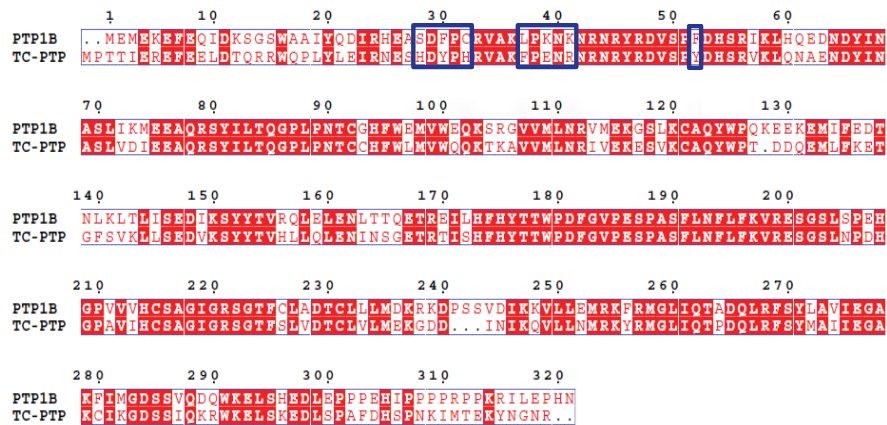 1 10 20 30 40 50 60
PTP1B ..MEMEKEFEQIDKSGSWAAIYQDIRHEASDFPCRVAKLPKNKNRNRYRDVSPFDHSRIKLHQEDNDYIN
TC-PTP MPTTIEREFEELDTQRRWQPLYLEIRNESHDYPHRVAKFPENRNRNRYRDVSPYDHSRVKLQNAENDYIN
70 80 90 100 110 120 130
PTP1B ASLIKMEEAQRSYILTQGPLPNTCGHFWEMVWEQKSRGVVMLNRVMEKGSLKCAQYWPQKEEKEMIFEDT
TC-PTP ASLVDIEEAQRSYILTQGPLPNTCCHFWLMVWQQKTKAVVMLNRIVEKESVKCAQYWPT.DDQEMLFKET
140 150 160 170 180 190 200
PTP1B NLKLTLISEDIKSYYTVRQLELENLTTQETREILHFHYTTWPDFGVPESPASFLNFLFKVRESGSLSPEH
TC-PTP GFSVKLLSEDVKSYYTVHLLQLENINSGETRTISHFHYTTWPDFGVPESPASFLNFLFKVRESGSLNPDH
210 220 230 240 250 260 270
PTP1B GPVVVHCSAGIGRSGTFCLADTCLLLMDKRKDPSSVDIKKVLLEMRKFRMGLIQTADQLRFSYLAVIEGA
TC-PTP GPAVIHCSAGIGRSGTFSLVDTCLVLMEKGDD...INIKQVLLNMRKYRMGLIQTPDQLRFSYMAIIEGA
280 290 300 310 320
PTP1B KFIMGDSSVQDQWKELSHEDLEPPPEHIPPPPRPPKRILEPHN
TC-PTP KCIKGDSSIQKRWKELSKEDLSPAFDHSPNKIMTEKYNGNR..